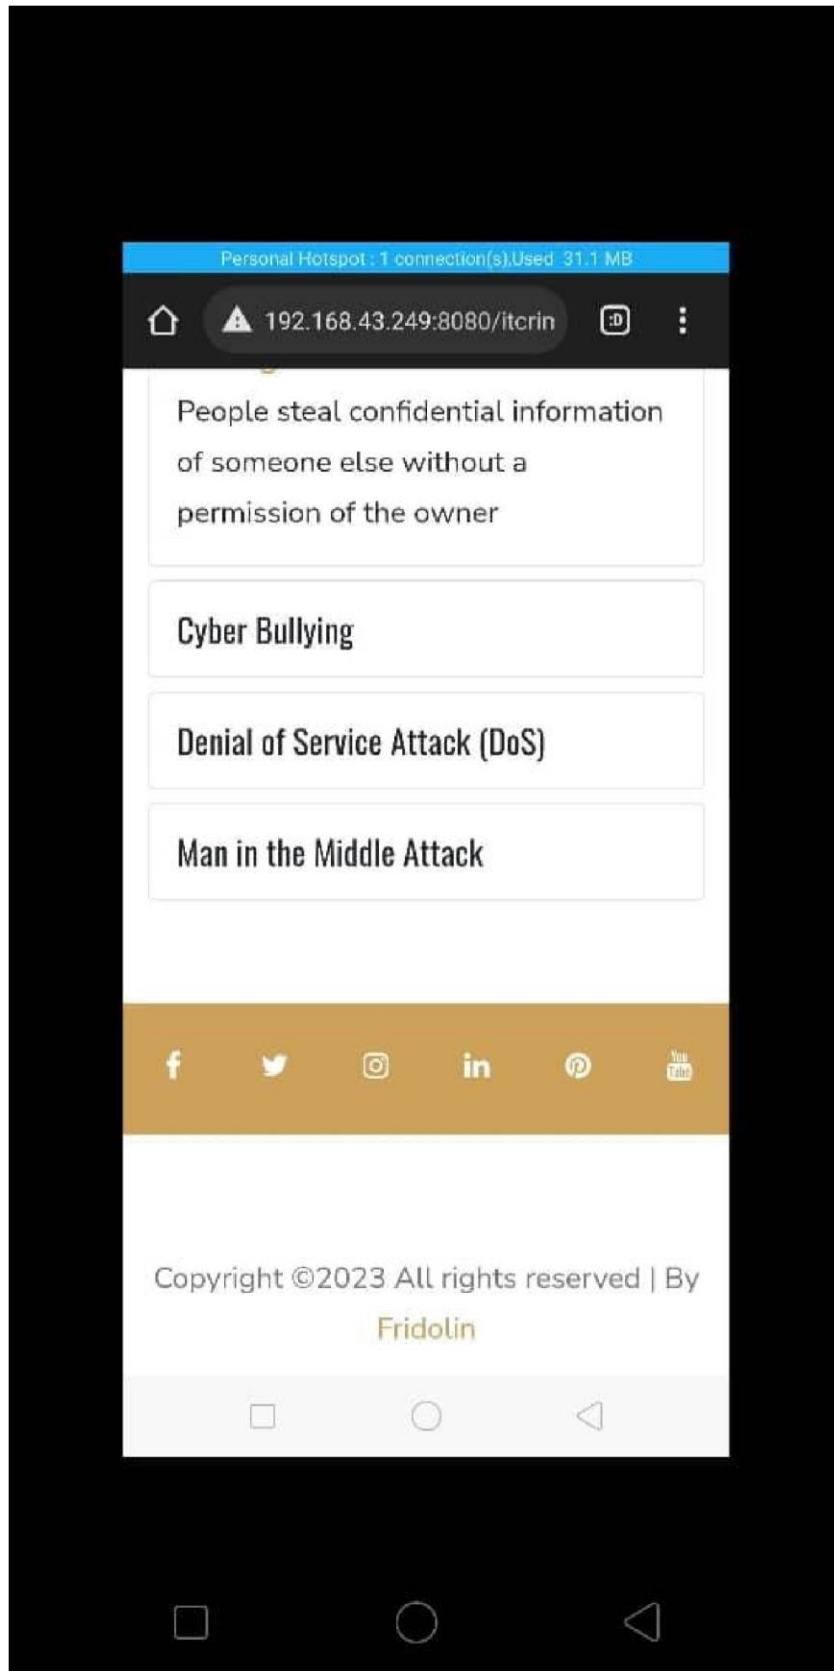 Personal Hotspot : 1 connection(s),Used 31.1 MB
192.168.43.249:8080/itcrin
:D
People steal confidential information
of someone else without a
permission of the owner
Cyber Bullying
Denial of Service Attack (DoS)
Man in the Middle Attack
You
Tube
Copyright ©2023 All rights reserved | By
Fridolin